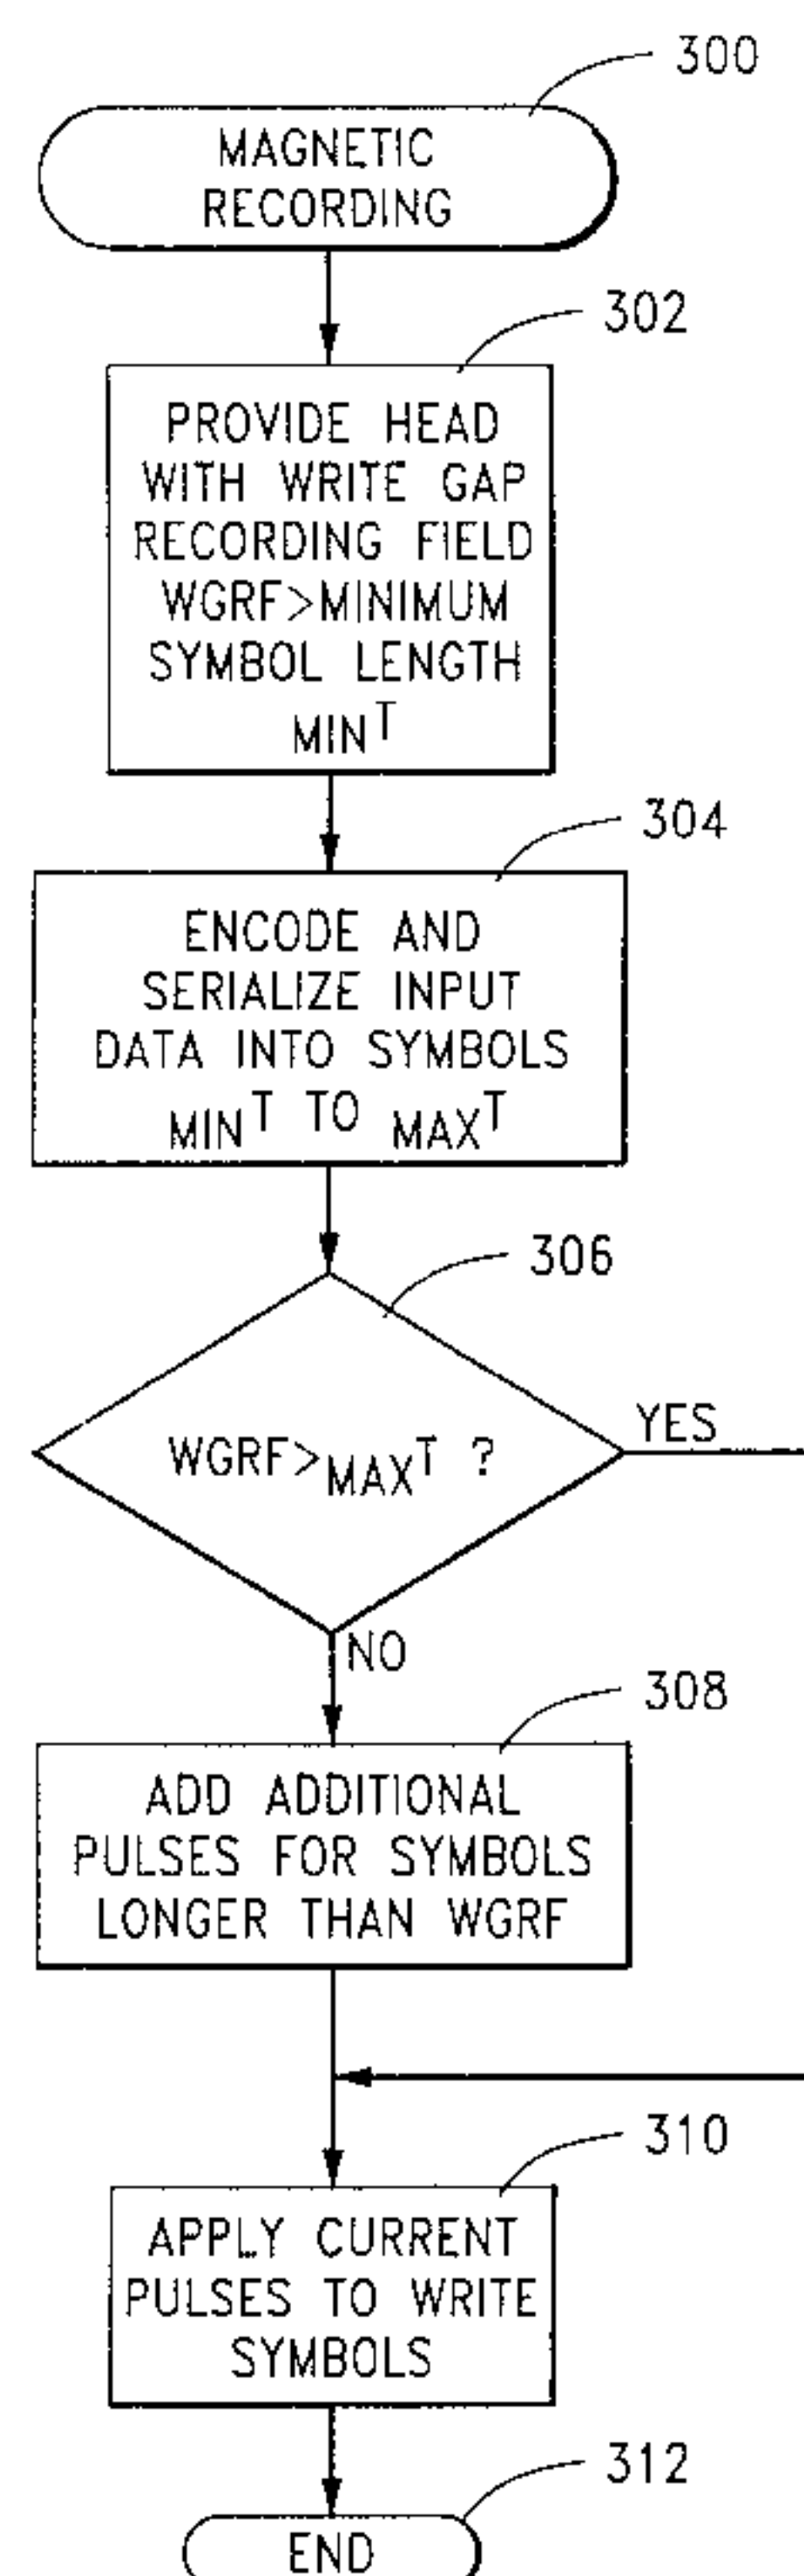 300
MAGNETIC
RECORDING
302
PROVIDE HEAD
WITH WRITE GAP
RECORDING FIELD
WGRF>MINIMUM
SYMBOL LENGTH
MINT
304
ENCODE AND
SERIALIZE INPUT
DATA INTO SYMBOLS
MINT TO MAXT
306
WGRF>MAXT ?
YES
NO
308
ADD ADDITIONAL
PULSES FOR SYMBOLS
LONGER THAN WGRF
310
APPLY CURRENT
PULSES TO WRITE
SYMBOLS
312
END